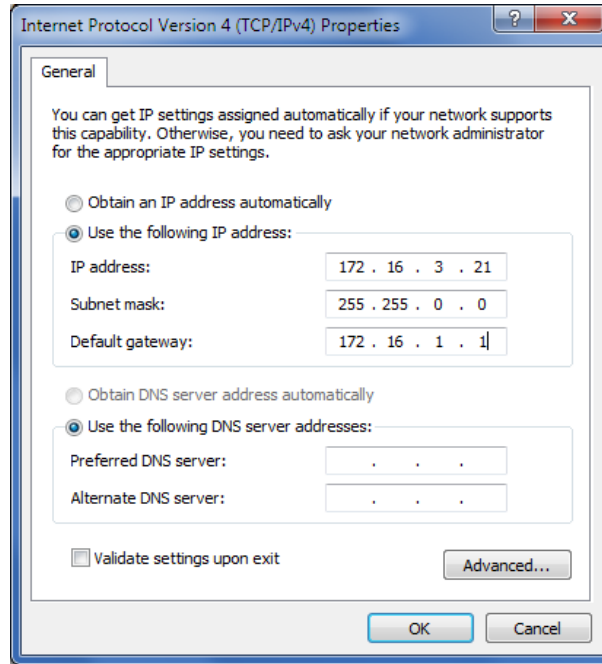 Internet Protocol Version 4 (TCP/IPv4) Properties
General
You can get IP settings assigned automatically if your network supports
this capability. Otherwise, you need to ask your network administrator
for the appropriate IP settings.
Obtain an IP address automatically
Use the following IP address:
IP address: 172 . 16 . 3 . 21
Subnet mask: 255 . 255 . 0 . 0
Default gateway: 172 . 16 . 1 . 1
Obtain DNS server address automatically
Use the following DNS server addresses:
Preferred DNS server: . . .
Alternate DNS server: . . .
Validate settings upon exit
Advanced...
OK Cancel